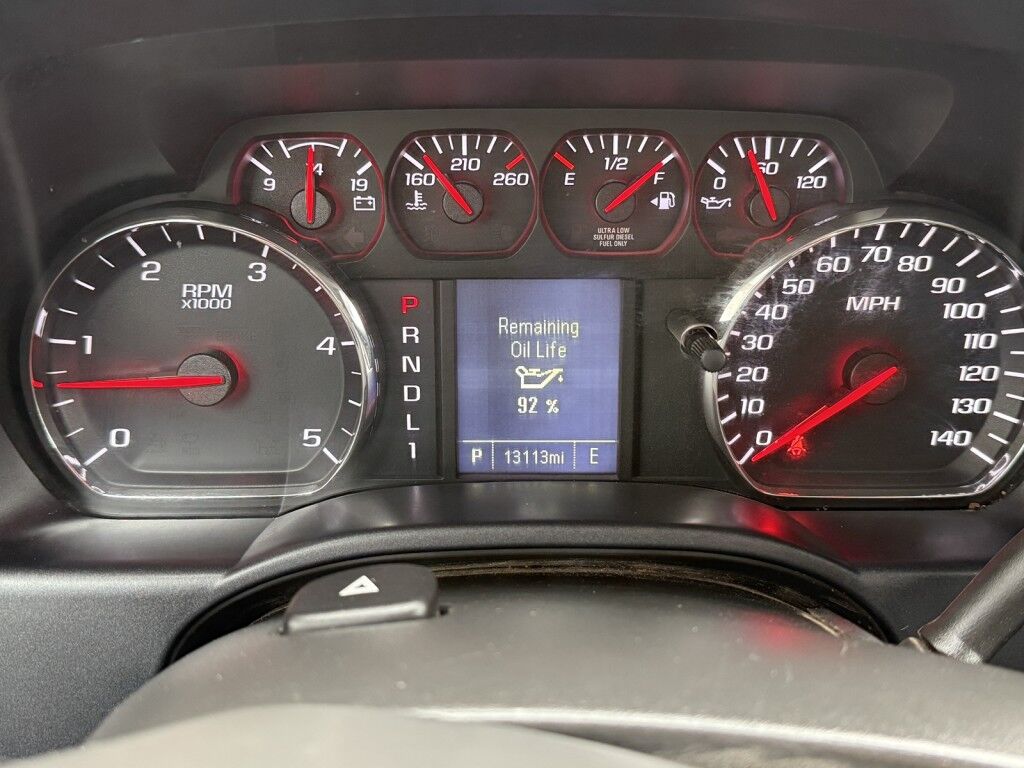 9 14 19
160 210 260
E 1/2 F
ULTRA LOW
SULFUR DIESEL
FUEL ONLY
0 60 120
RPM
X1000
0 1 2 3 4 5
P
R
N
D
L
1
Remaining
Oil Life
92 %
P 13113mi E
MPH
0 10 20 30 40 50 60 70 80 90 100 110 120 130 140